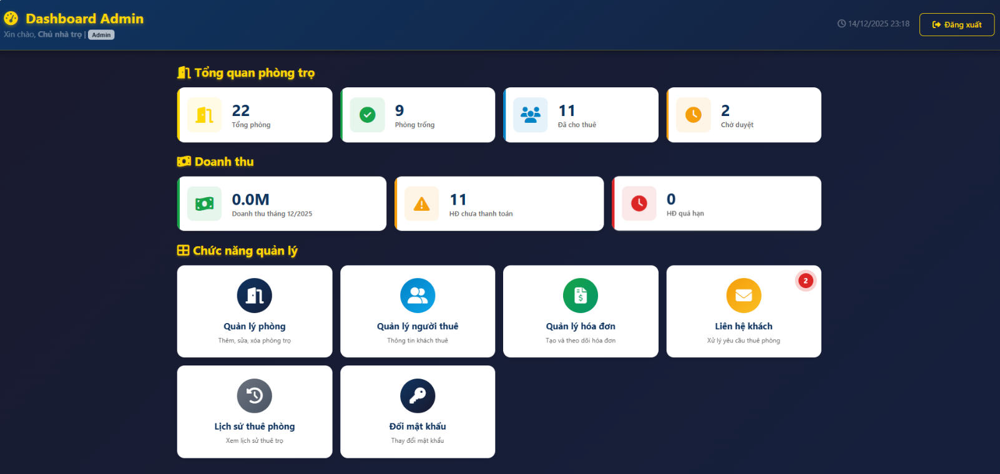 Dashboard Admin
Xin chào, Chủ nhà trọ | Admin
14/12/2025 23:18
Đăng xuất
Tổng quan phòng trọ
22
Tổng phòng
9
Phòng trống
11
Đã cho thuê
2
Chờ duyệt
Doanh thu
0.0M
Doanh thu tháng 12/2025
11
HĐ chưa thanh toán
0
HĐ quá hạn
Chức năng quản lý
Quản lý phòng
Thêm, sửa, xóa phòng trọ
Quản lý người thuê
Thông tin khách thuê
Quản lý hóa đơn
Tạo và theo dõi hóa đơn
2
Liên hệ khách
Xử lý yêu cầu thuê phòng
Lịch sử thuê phòng
Xem lịch sử thuê trọ
Đổi mật khẩu
Thay đổi mật khẩu